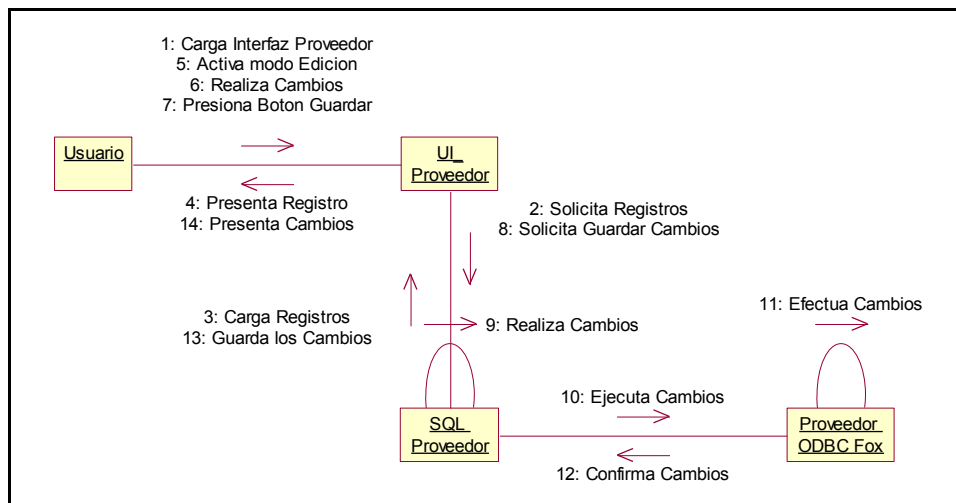 1: Carga Interfaz Proveedor
5: Activa modo Edicion
6: Realiza Cambios
7: Presiona Boton Guardar
Usuario
UI_
Proveedor
4: Presenta Registro
14: Presenta Cambios
2: Solicita Registros
8: Solicita Guardar Cambios
3: Carga Registros
13: Guarda los Cambios
9: Realiza Cambios
11: Efectua Cambios
10: Ejecuta Cambios
SQL_
Proveedor
Proveedor_
ODBC Fox
12: Confirma Cambios